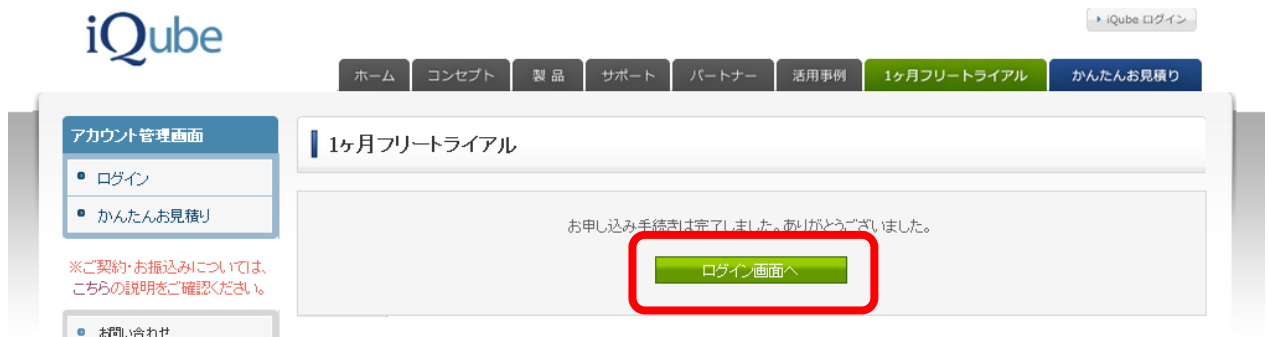 iQube
iQube ログイン
ホーム
コンセプト
製 品
サポート
パートナー
活用事例
1ヶ月フリートライアル
かんたんお見積り
アカウント管理画面
ログイン
かんたんお見積り
※ご契約・お振込みについては、
こちらの説明をご確認ください。
お問い合わせ
1ヶ月フリートライアル
お申し込み手続きは完了しました。ありがとうございました。
ログイン画面へ